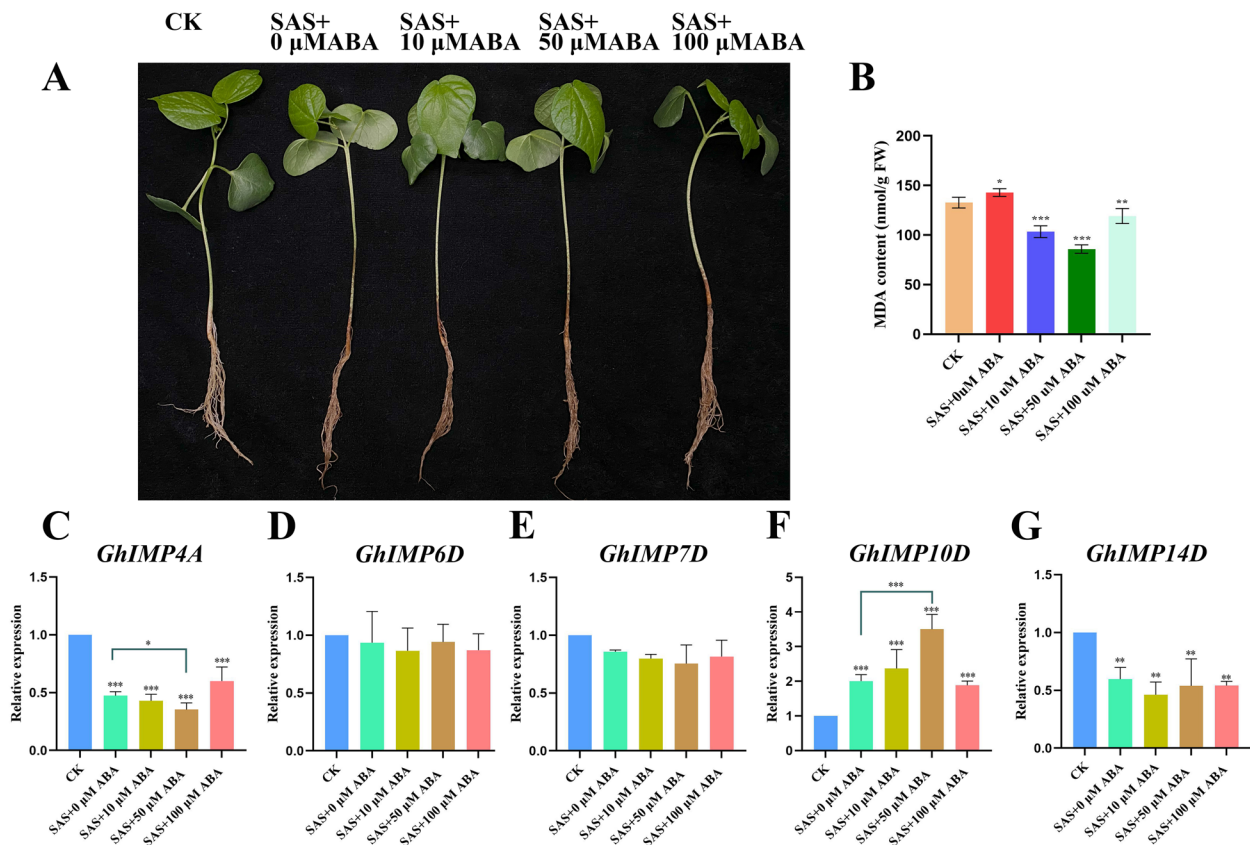 CK
SAS+
0 μMABA
SAS+
10 μMABA
SAS+
50 μMABA
SAS+
100 μMABA
A
B
MDA content (nmol/g FW)
200
150
100
50
0
*
***
***
**
CK
SAS+0uM ABA
SAS+10 uM ABA
SAS+50 uM ABA
SAS+100 uM ABA
C
GhIMP4A
Relative expression
1.5
1.0
0.5
0.0
*
***
***
***
***
CK
SAS+0 μM ABA
SAS+10 μM ABA
SAS+50 μM ABA
SAS+100 μM ABA
D
GhIMP6D
Relative expression
1.5
1.0
0.5
0.0
CK
SAS+0 μM ABA
SAS+10 μM ABA
SAS+50 μM ABA
SAS+100 μM ABA
E
GhIMP7D
Relative expression
1.5
1.0
0.5
0.0
CK
SAS+0 μM ABA
SAS+10 μM ABA
SAS+50 μM ABA
SAS+100 μM ABA
F
GhIMP10D
Relative expression
5
4
3
2
1
0
***
***
***
***
***
CK
SAS+0 μM ABA
SAS+10 μM ABA
SAS+50 μM ABA
SAS+100 μM ABA
G
GhIMP14D
Relative expression
1.5
1.0
0.5
0.0
**
**
**
**
CK
SAS+0 μM ABA
SAS+10 μM ABA
SAS+50 μM ABA
SAS+100 μM ABA